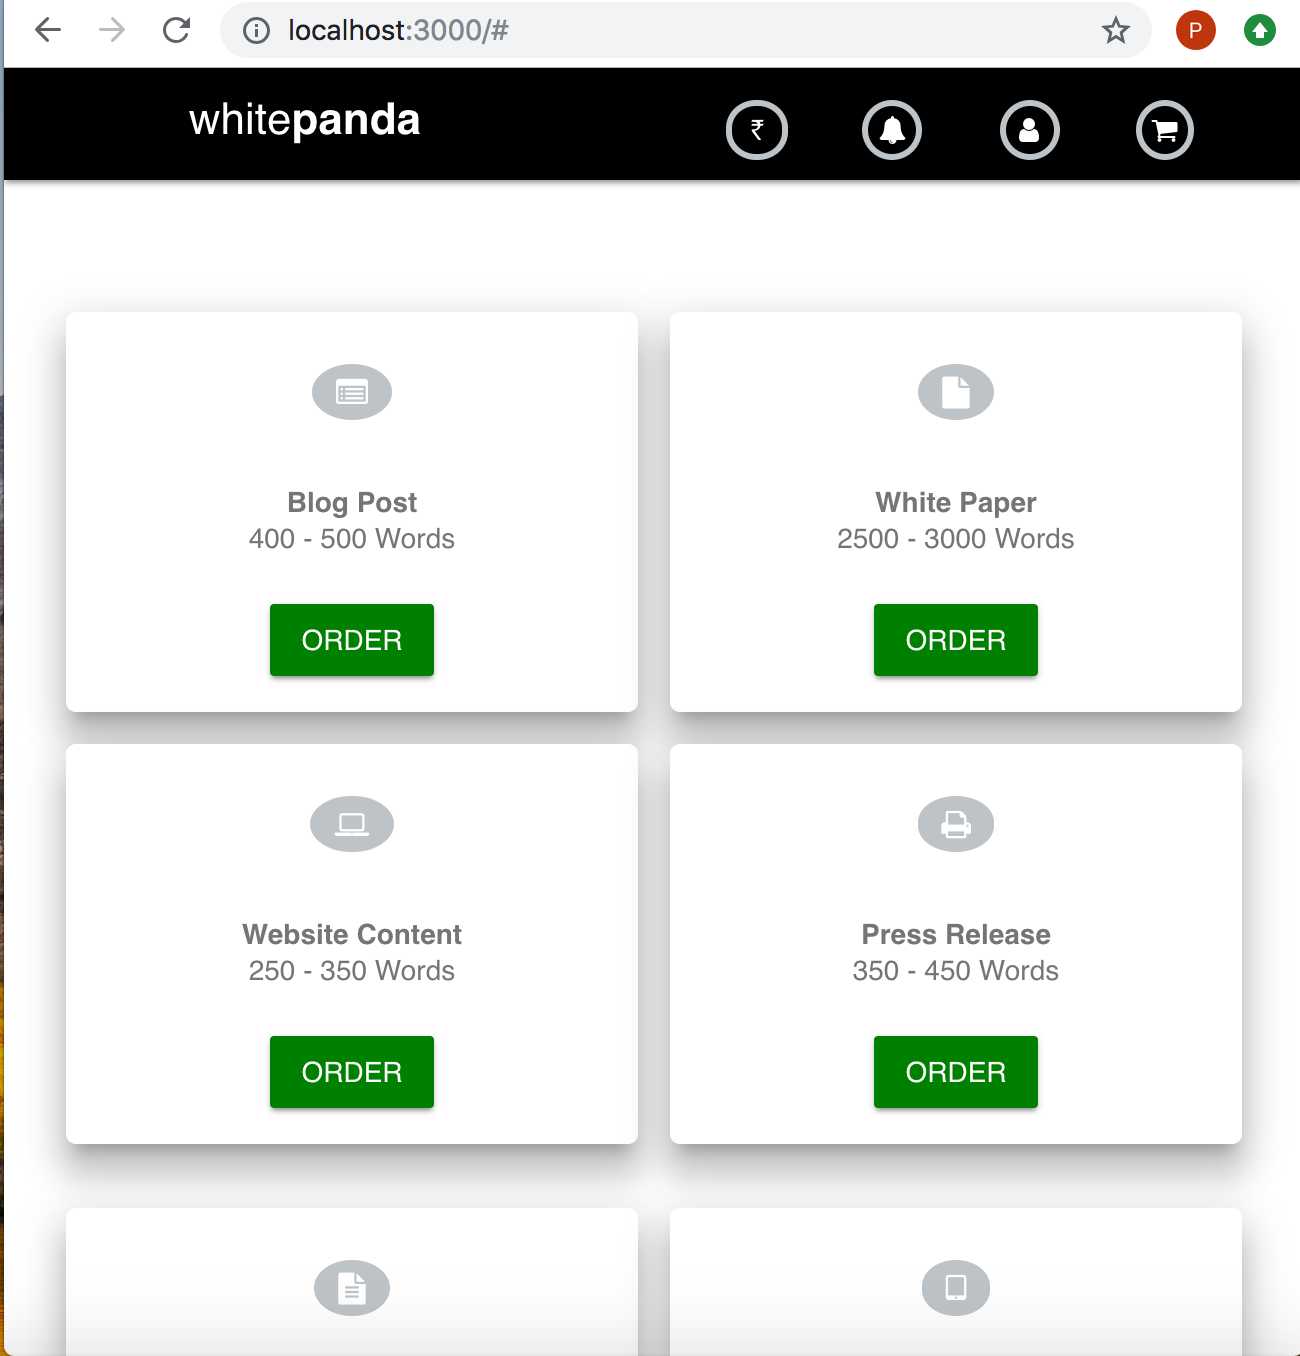 localhost:3000/#
P
whitepanda
₹
Blog Post
400 - 500 Words
ORDER
White Paper
2500 - 3000 Words
ORDER
Website Content
250 - 350 Words
ORDER
Press Release
350 - 450 Words
ORDER